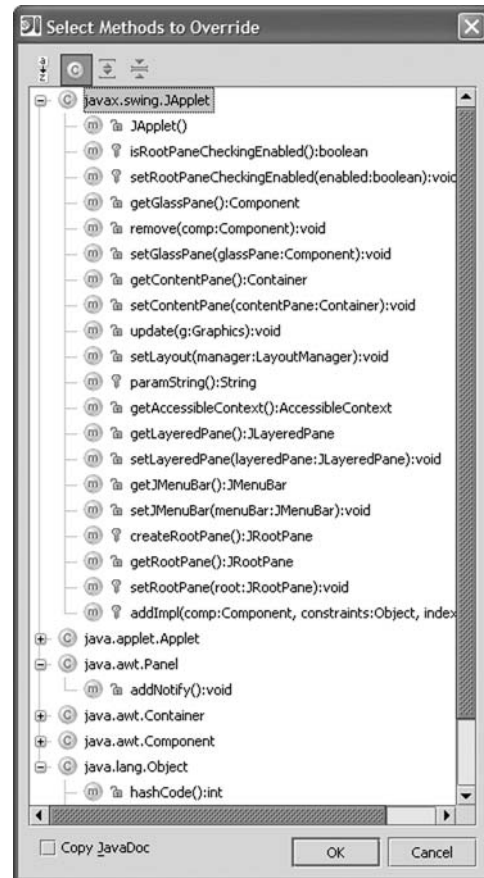 Select Methods to Override
javax.swing.JApplet
JApplet()
isRootPaneCheckingEnabled():boolean
setRootPaneCheckingEnabled(enabled:boolean):voic
getGlassPane():Component
remove(comp:Component):void
setGlassPane(glassPane:Component):void
getContentPane():Container
setContentPane(contentPane:Container):void
update(g:Graphics):void
setLayout(manager:LayoutManager):void
paramString():String
getAccessibleContext():AccessibleContext
getLayeredPane():JLayeredPane
setLayeredPane(layeredPane:JLayeredPane):void
getJMenuBar():JMenuBar
setJMenuBar(menuBar:JMenuBar):void
createRootPane():JRootPane
getRootPane():JRootPane
setRootPane(root:JRootPane):void
addImpl(comp:Component, constraints:Object, index
java.applet.Applet
java.awt.Panel
addNotify():void
java.awt.Container
java.awt.Component
java.lang.Object
hashCode():int
Copy JavaDoc
OK Cancel